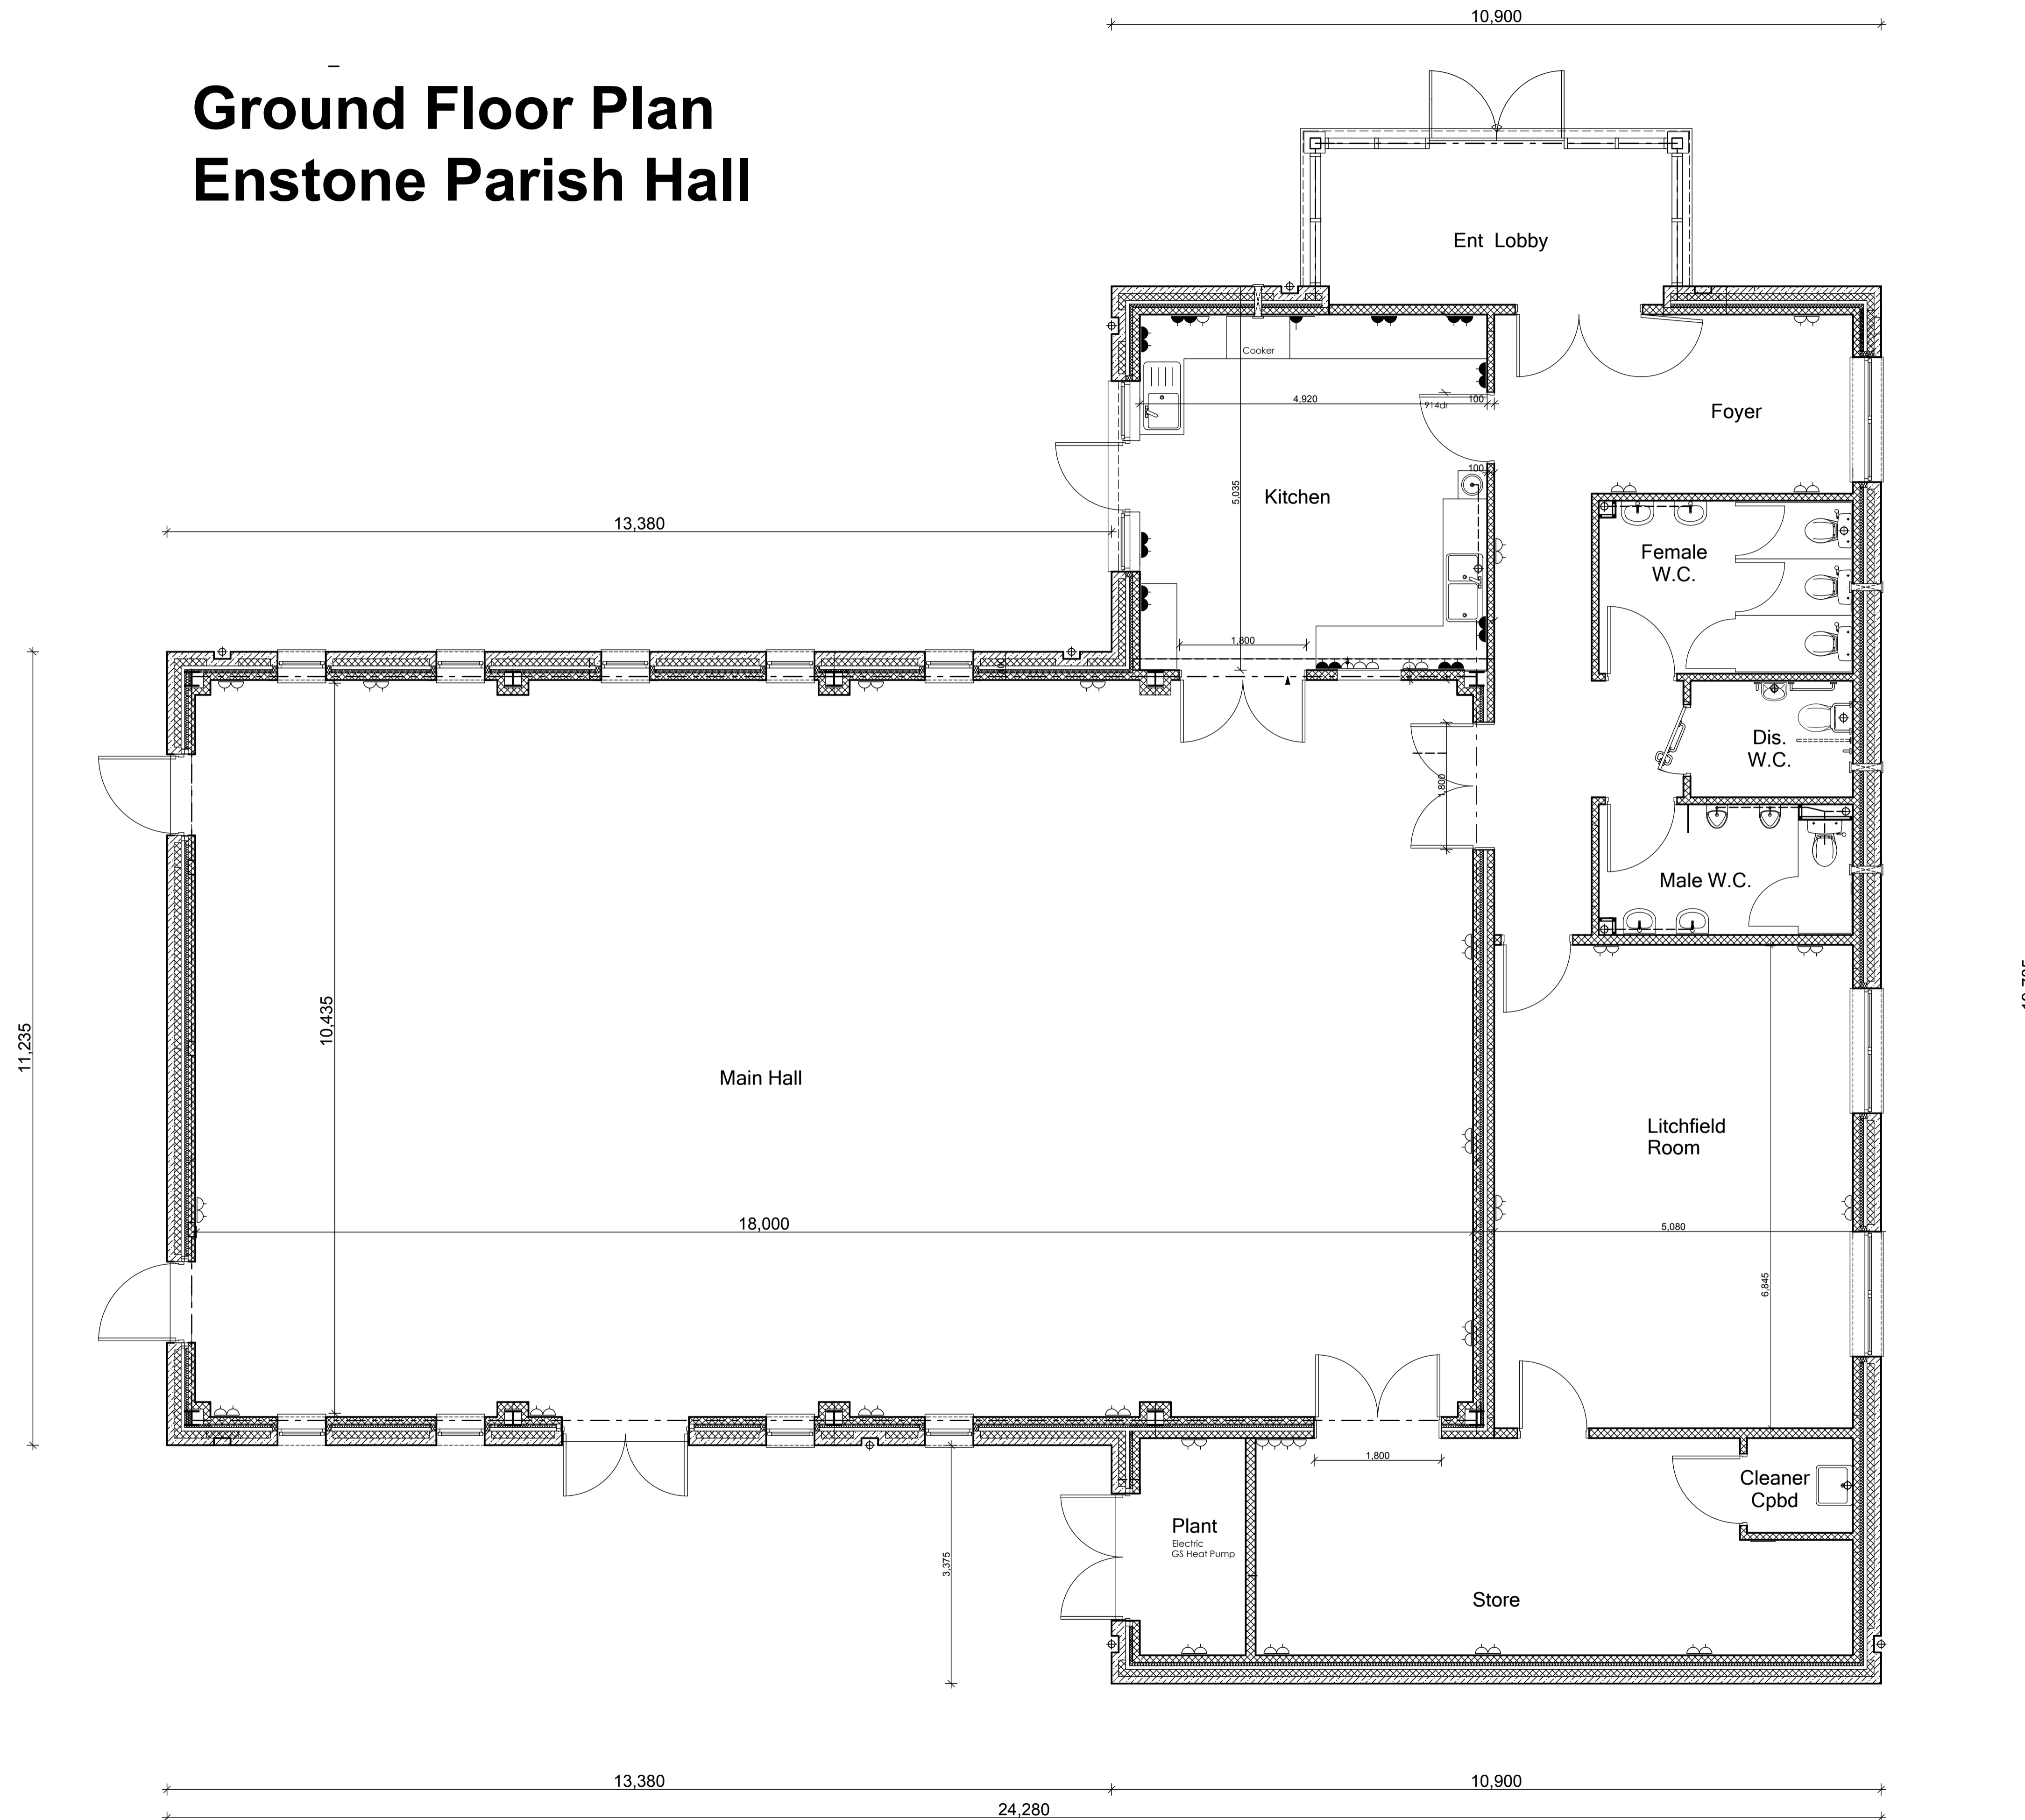 10,900
Ground Floor Plan
Enstone Parish Hall
Ent Lobby
Cooker
4,920
100
914dr
Foyer
100
5,035
Kitchen
13,380
Female
W.C.
1,800
Dis.
W.C.
1,800
Male W.C.
11,235
10,435
Main Hall
Litchfield
Room
18,000
5,080
6,845
1,800
Cleaner
Cpbd
Plant
Electric
GS Heat Pump
3,375
Store
13,380
10,900
24,280